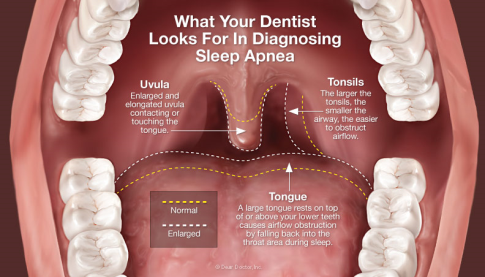 What Your Dentist
Looks For In Diagnosing
Sleep Apnea
Uvula
Enlarged and
elongated uvula
contacting or
touching the
tongue.
Tonsils
The larger the
tonsils, the
smaller the
airway, the easier
to obstruct
airflow.
Tongue
A large tongue rests on top
of or above your lower teeth
causes airflow obstruction
by falling back into the
throat area during sleep.
Normal
Enlarged